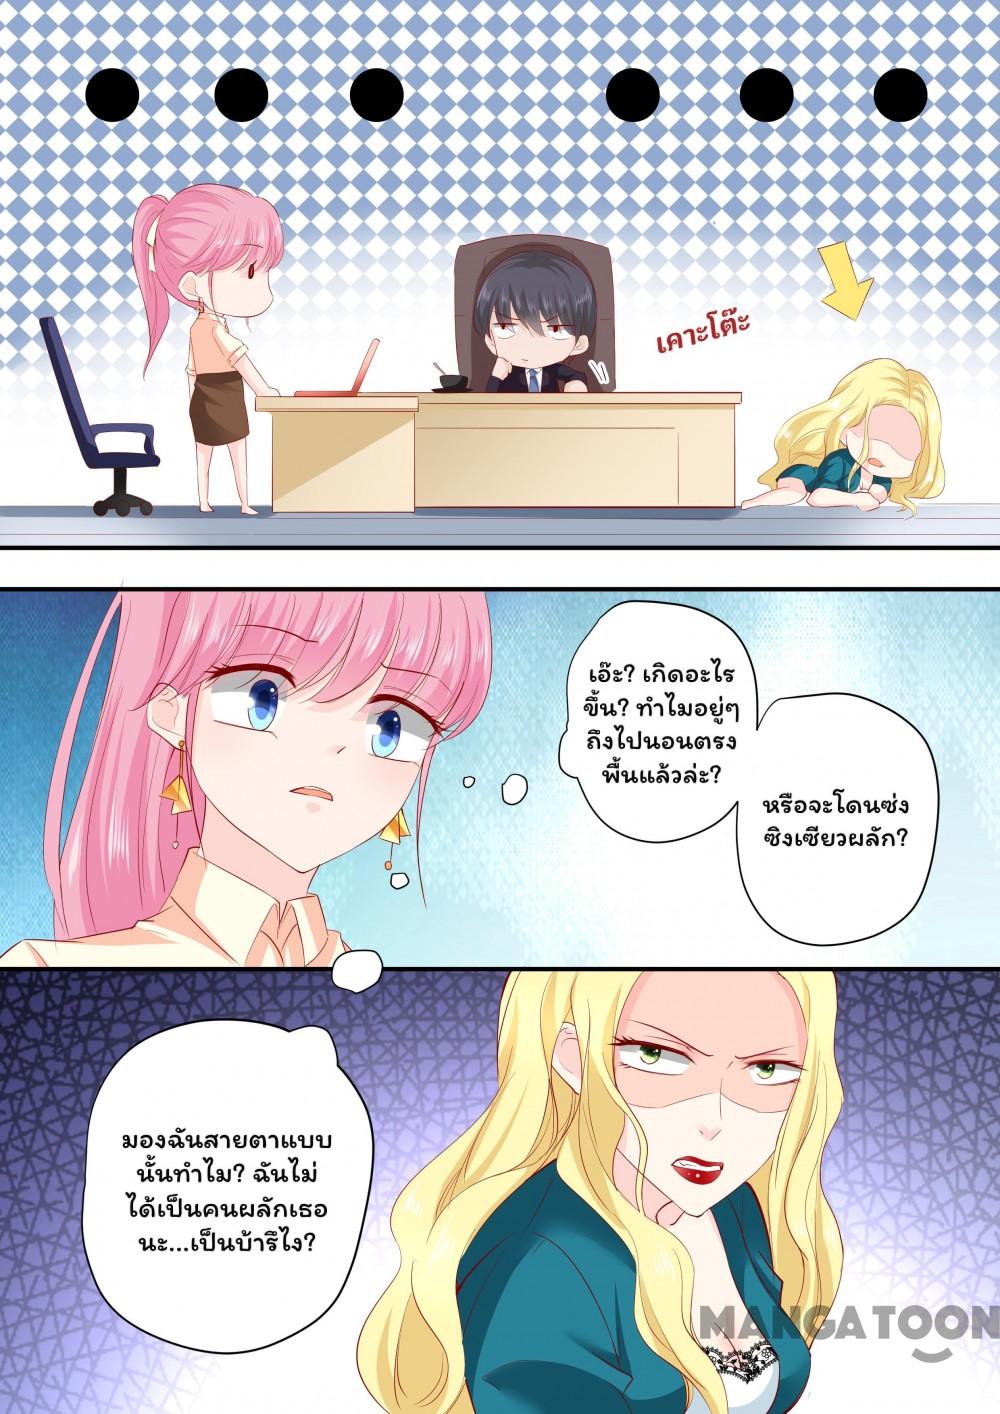 เคาะโต๊ะ
เอ๊ะ? เกิดอะไร
ขึ้น? ทำไมอยู่ๆ
ถึงไปนอนตรง
พื้นแล้วล่ะ?
หรือจะโดนซ่ง
ซิงเซียวผลัก?
มองฉันสายตาแบบ
นั้นทำไม? ฉันไม่
ได้เป็นคนผลักเธอ
นะ...เป็นบ้ารึไง?
MANGATOON